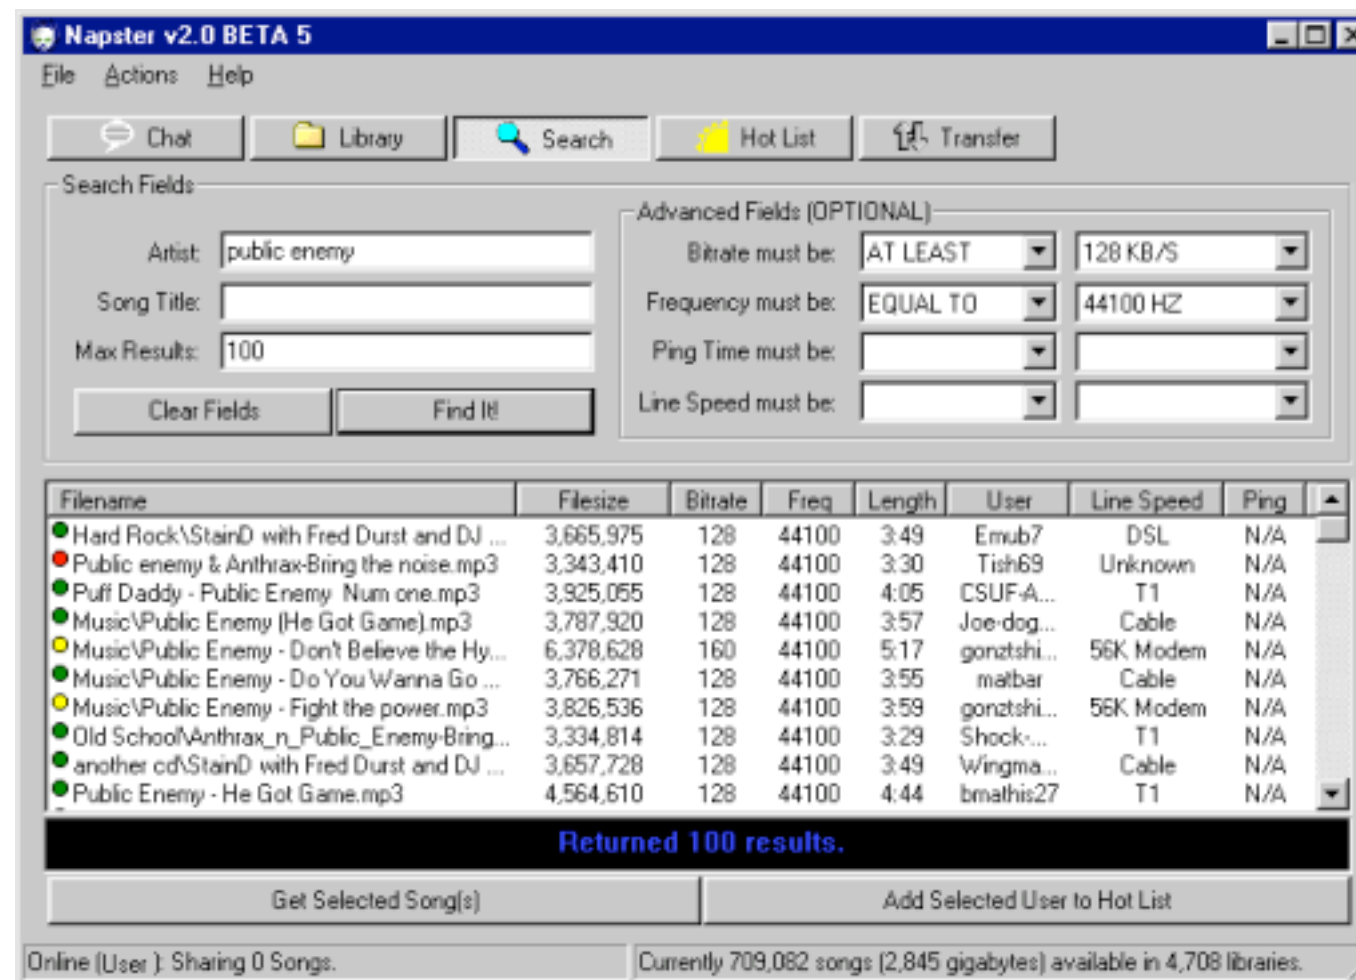 Napster v2.0 BETA 5
File Actions Help
Chat Library Search Hot List Transfer
Search Fields
Advanced Fields (OPTIONAL)
Artist: public enemy Bitrate must be: AT LEAST 128 KB/S
Song Title: Frequency must be: EQUAL TO 44100 HZ
Max Results: 100 Ping Time must be:
Clear Fields Find It! Line Speed must be:
Filename Filesize Bitrate Freq Length User Line Speed Ping
Hard Rock\StainD with Fred Durst and DJ ... 3,665,975 128 44100 3:49 Emub7 DSL N/A
Public enemy & Anthrax-Bring the noise.mp3 3,343,410 128 44100 3:30 Tish69 Unknown N/A
Puff Daddy - Public Enemy Num one.mp3 3,925,055 128 44100 4:05 CSUF-A... T1 N/A
Music\Public Enemy (He Got Game).mp3 3,787,920 128 44100 3:57 Joe-dog... Cable N/A
Music\Public Enemy - Don't Believe the Hy... 6,378,628 160 44100 5:17 gonztshi... 56K Modem N/A
Music\Public Enemy - Do You Wanna Go ... 3,766,271 128 44100 3:55 matbar Cable N/A
Music\Public Enemy - Fight the power.mp3 3,826,536 128 44100 3:59 gonztshi... 56K Modem N/A
Old School\Anthrax_n_Public_Enemy-Bring... 3,334,814 128 44100 3:29 Shock-... T1 N/A
another cd\StainD with Fred Durst and DJ ... 3,657,728 128 44100 3:49 Wingma... Cable N/A
Public Enemy - He Got Game.mp3 4,564,610 128 44100 4:44 bmathis27 T1 N/A
Returned 100 results.
Get Selected Song(s) Add Selected User to Hot List
Online (User ): Sharing 0 Songs. Currently 709,082 songs (2,845 gigabytes) available in 4,708 libraries.